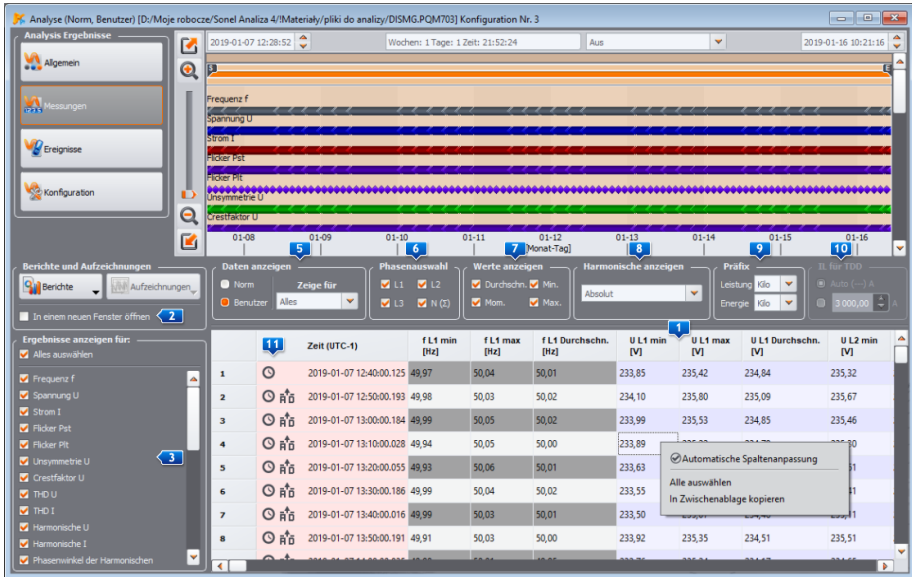 Analyse (Norm, Benutzer) [D:/Moje robocze/Sonel Analiza 4/!Materiały/pliki do analizy/DISMG.PQM703] Konfiguration Nr. 3
Analysis Ergebnisse
Allgemein
Messungen
Ereignisse
Konfiguration
2019-01-07 12:28:52
Wochen: 1 Tage: 1 Zeit: 21:52:24
Aus
2019-01-16 10:21:16
S
E
Frequenz f
Spannung U
Strom I
Flicker Pst
Flicker Plt
Unsymmetrie U
Crestfaktor U
01-08 01-09 01-10 01-11 01-12 01-13 01-14 01-15 01-16
[Monat-Tag]
5 6 7 8 9 10
Berichte und Aufzeichnungen
Berichte
Aufzeichnungen
In einem neuen Fenster öffnen
2
Daten anzeigen
Norm
Benutzer
Zeige für
Alles
Phasenauswahl
L1 L2
L3 N (Σ)
Werte anzeigen
Durchschn. Min.
Mom. Max.
Harmonische anzeigen
Absolut
Präfix
Leistung Kilo
Energie Kilo
IL für TDD
Auto (---) A
3 000,00 A
Ergebnisse anzeigen für:
Alles auswählen
Frequenz f
Spannung U
Strom I
Flicker Pst
Flicker Plt
Unsymmetrie U
Crestfaktor U
THD U
THD I
Harmonische U
Harmonische I
Phasenwinkel der Harmonischen
3
1
11
Zeit (UTC-1) f L1 min [Hz] f L1 max [Hz] f L1 Durchschn. [Hz] U L1 min [V] U L1 max [V] U L1 Durchschn. [V] U L2 min [V]
1 2019-01-07 12:40:00.125 49,97 50,04 50,01 233,85 235,42 234,84 235,32
2 2019-01-07 12:50:00.193 49,98 50,03 50,02 234,10 235,80 235,09 235,67
3 2019-01-07 13:00:00.184 49,99 50,05 50,02 233,99 235,53 234,85 235,46
4 2019-01-07 13:10:00.028 49,94 50,05 50,00 233,89
5 2019-01-07 13:20:00.055 49,93 50,06 50,01 233,63
6 2019-01-07 13:30:00.186 49,99 50,04 50,02 233,55
7 2019-01-07 13:40:00.016 49,99 50,03 50,01 233,50
8 2019-01-07 13:50:00.191 49,91 50,03 50,00 233,92 235,35 234,51 235,51
Automatische Spaltenanpassung
Alle auswählen
In Zwischenablage kopieren